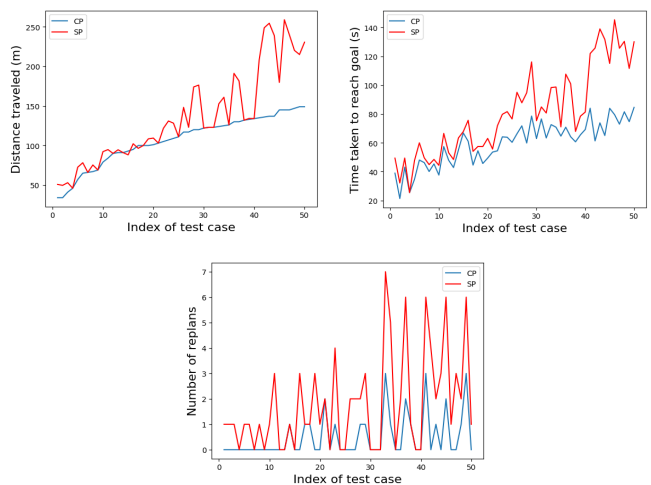 CP
SP
250
200
150
100
50
Distance traveled (m)
0 10 20 30 40 50
Index of test case
CP
SP
140
120
100
80
60
40
20
Time taken to reach goal (s)
0 10 20 30 40 50
Index of test case
CP
SP
7
6
5
4
3
2
1
0
Number of replans
0 10 20 30 40 50
Index of test case